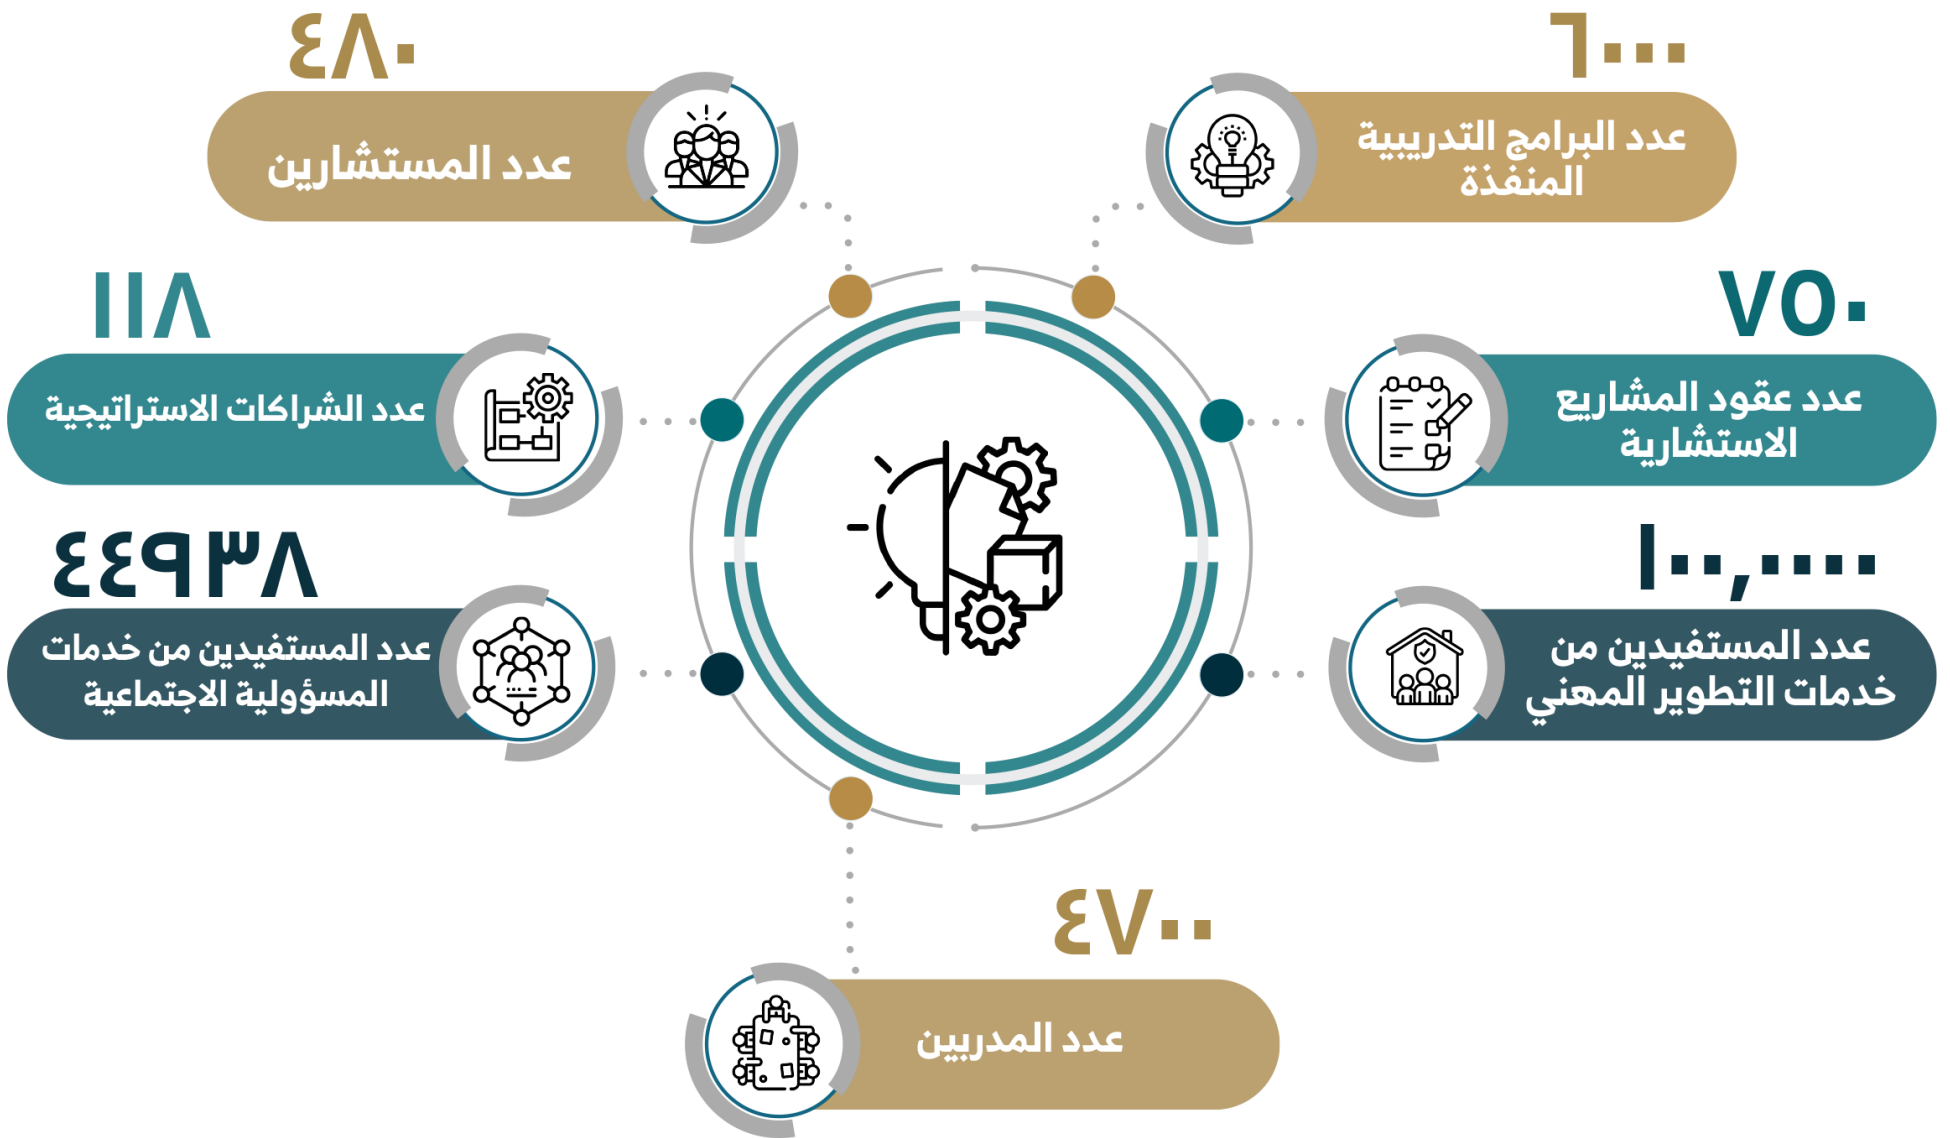 ٦٠٠٠
عدد البرامج التدريبية
المنفذة
٤٨٠
عدد المستشارين
٧٥٠
عدد عقود المشاريع
الاستشارية
١١٨
عدد الشراكات الاستراتيجية
١٠٠,٠٠٠٠
عدد المستفيدين من
خدمات التطوير المهني
٤٤٩٣٨
عدد المستفيدين من خدمات
المسؤولية الاجتماعية
٤٧٠٠
عدد المدربين